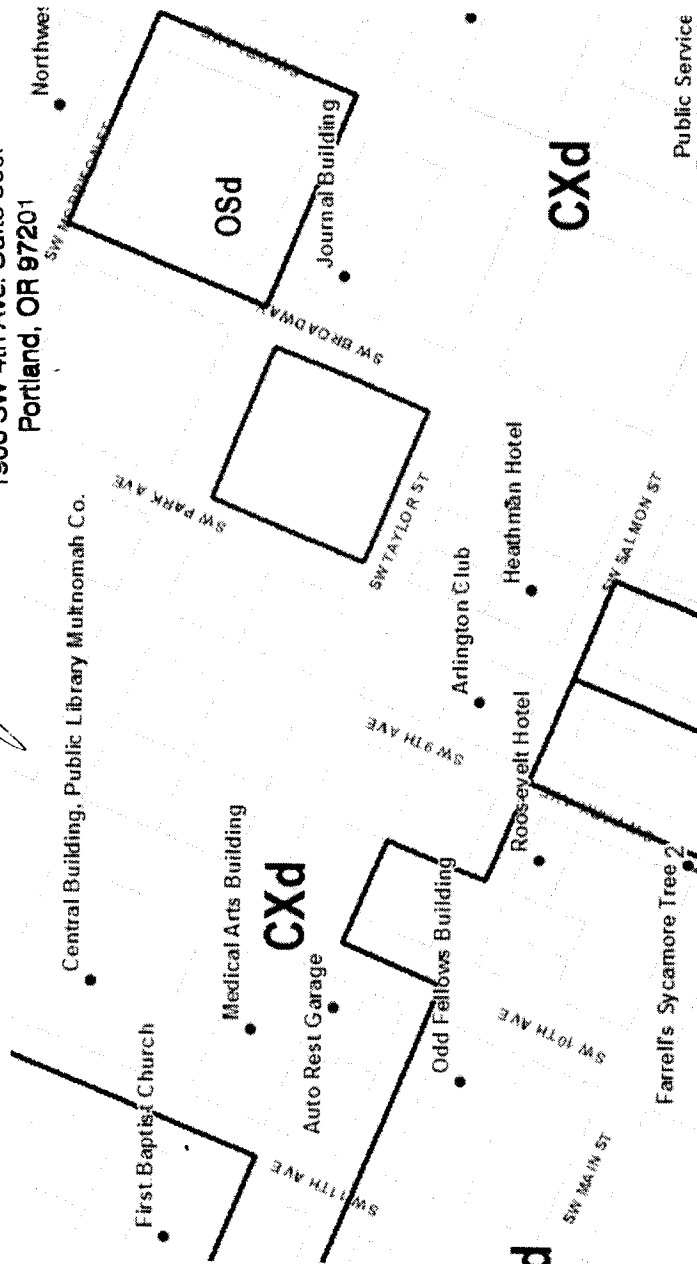 Portland, OR 97201
Northwes
SW MORRISON ST
OSd
Journal Building
CXd
Public Service
SW BROADWAY
SW PARK AVE
SW TAYLOR ST
Central Building, Public Library Multnomah Co.
Heathman Hotel
SW SALMON ST
Arlington Club
SW 9TH AVE
Roosevelt Hotel
Medical Arts Building
CXd
Auto Rest Garage
Odd Fellows Building
SW 10TH AVE
Farrell's Sycamore Tree 2
First Baptist Church
SW 11TH AVE
SW MAIN ST
d